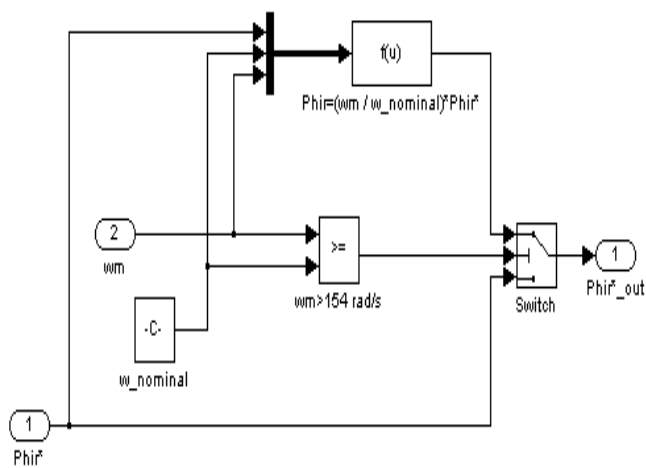 f(u)
Phir=(wm / w_nominal)*Phir*
2
wm
>=
wm>154 rad/s
Switch
1
Phir*_out
-C-
w_nominal
1
Phir*